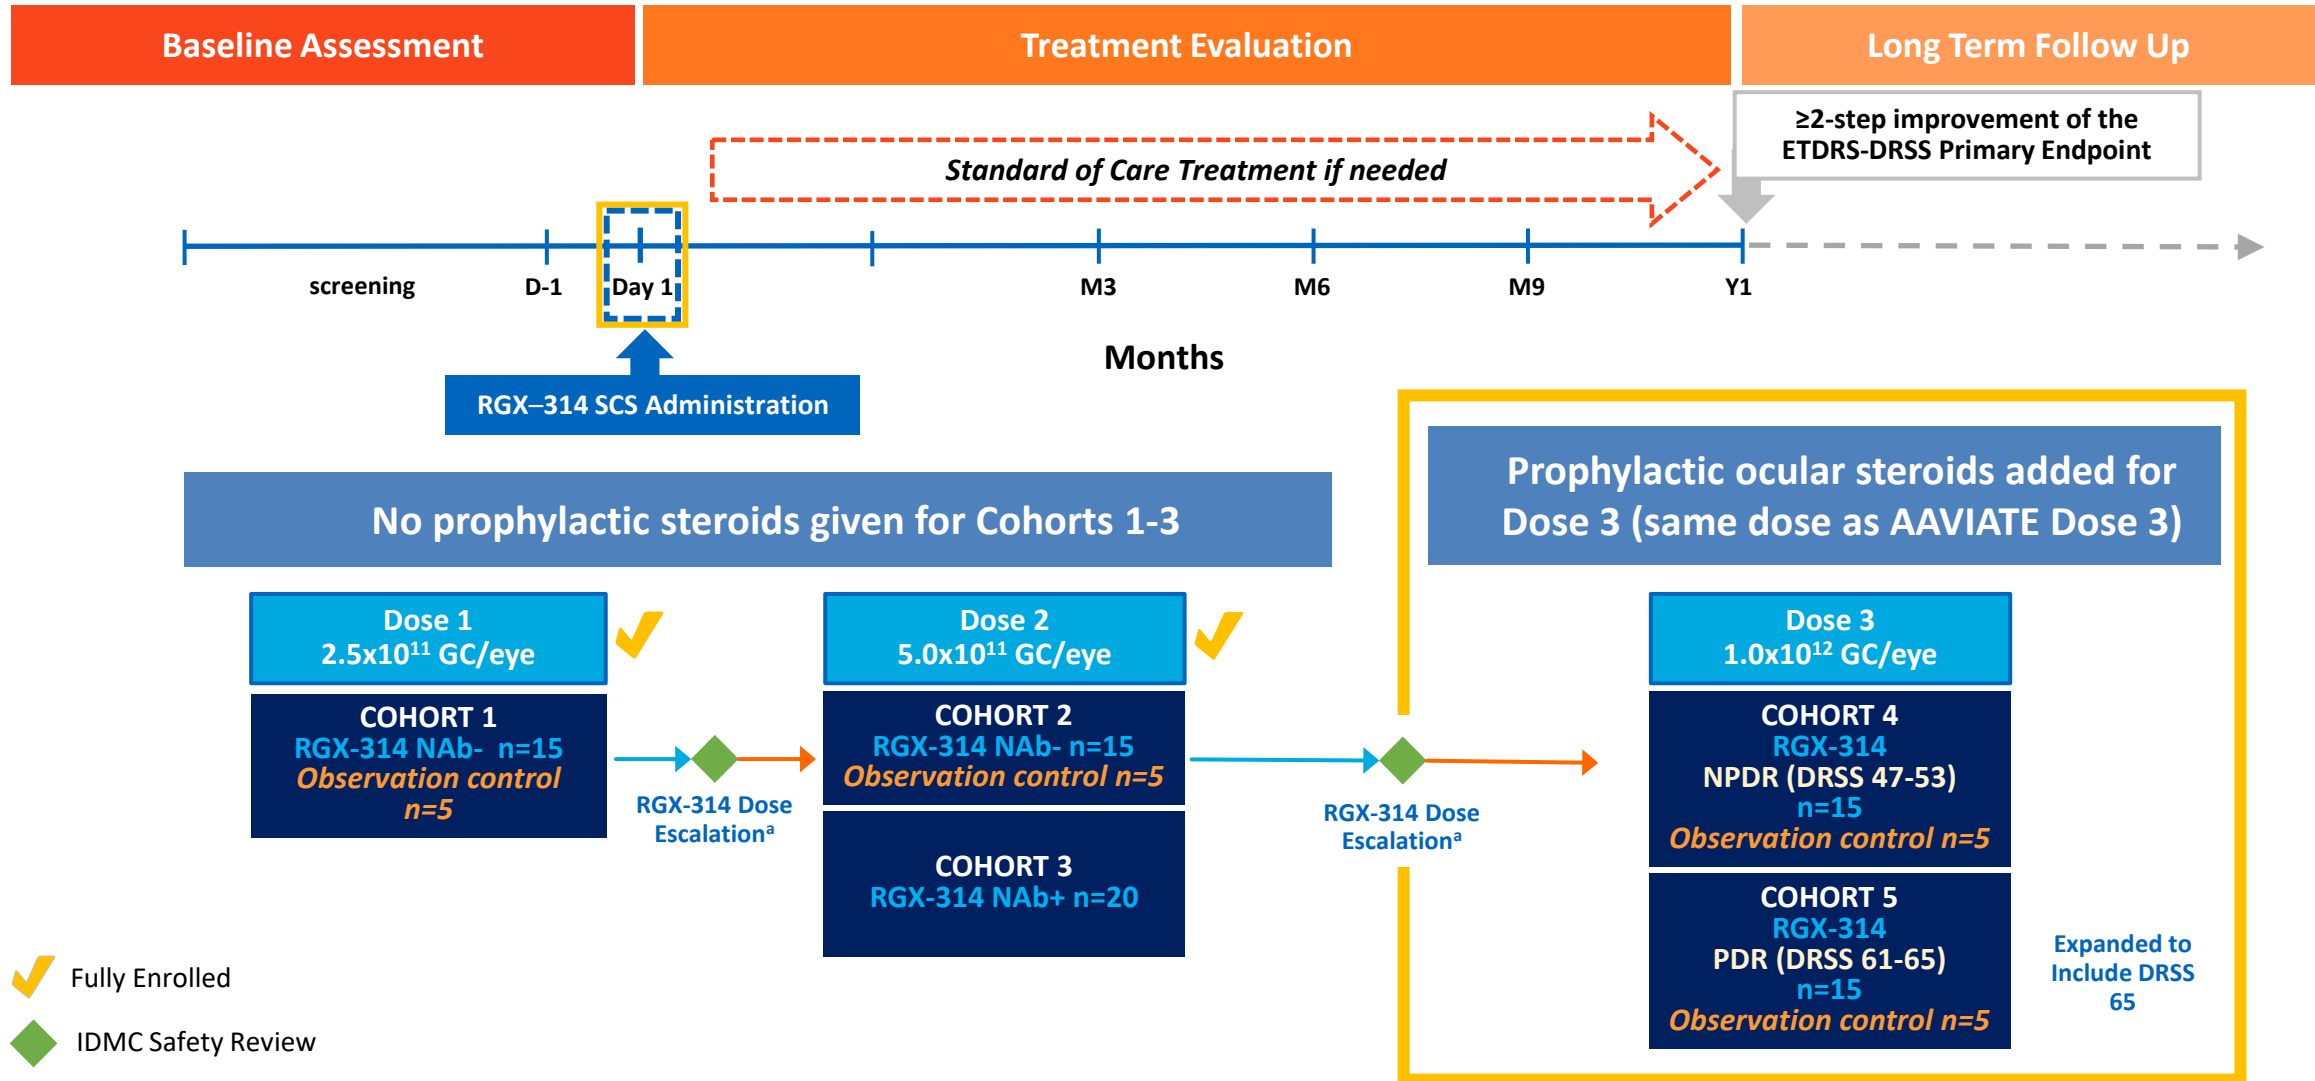 Baseline Assessment
Treatment Evaluation
Long Term Follow Up
≥2-step improvement of the
ETDRS-DRSS Primary Endpoint
Standard of Care Treatment if needed
screening
D-1
Day 1
M3
M6
M9
Y1
Months
RGX–314 SCS Administration
No prophylactic steroids given for Cohorts 1-3
Prophylactic ocular steroids added for
Dose 3 (same dose as AAVIATE Dose 3)
Dose 1
2.5x10¹¹ GC/eye
COHORT 1
RGX-314 NAb- n=15
Observation control
n=5
RGX-314 Dose
Escalationᵃ
Dose 2
5.0x10¹¹ GC/eye
COHORT 2
RGX-314 NAb- n=15
Observation control n=5
COHORT 3
RGX-314 NAb+ n=20
RGX-314 Dose
Escalationᵃ
Dose 3
1.0x10¹² GC/eye
COHORT 4
RGX-314
NPDR (DRSS 47-53)
n=15
Observation control n=5
COHORT 5
RGX-314
PDR (DRSS 61-65)
n=15
Observation control n=5
Expanded to
Include DRSS
65
Fully Enrolled
IDMC Safety Review